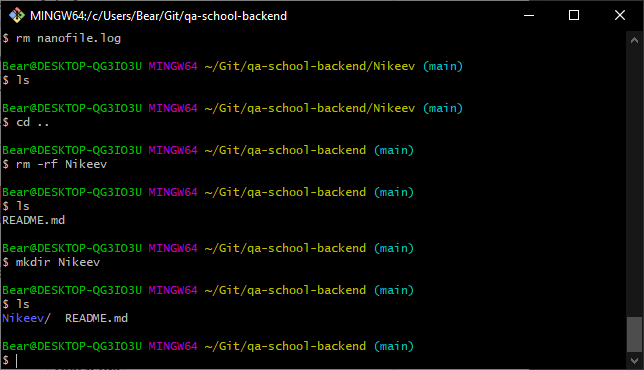 MINGW64:/c/Users/Bear/Git/qa-school-backend
$ rm nanofile.log
Bear@DESKTOP-QG3IO3U MINGW64 ~/Git/qa-school-backend/Nikeev (main)
$ ls
Bear@DESKTOP-QG3IO3U MINGW64 ~/Git/qa-school-backend/Nikeev (main)
$ cd ..
Bear@DESKTOP-QG3IO3U MINGW64 ~/Git/qa-school-backend (main)
$ rm -rf Nikeev
Bear@DESKTOP-QG3IO3U MINGW64 ~/Git/qa-school-backend (main)
$ ls
README.md
Bear@DESKTOP-QG3IO3U MINGW64 ~/Git/qa-school-backend (main)
$ mkdir Nikeev
Bear@DESKTOP-QG3IO3U MINGW64 ~/Git/qa-school-backend (main)
$ ls
Nikeev/  README.md
Bear@DESKTOP-QG3IO3U MINGW64 ~/Git/qa-school-backend (main)
$